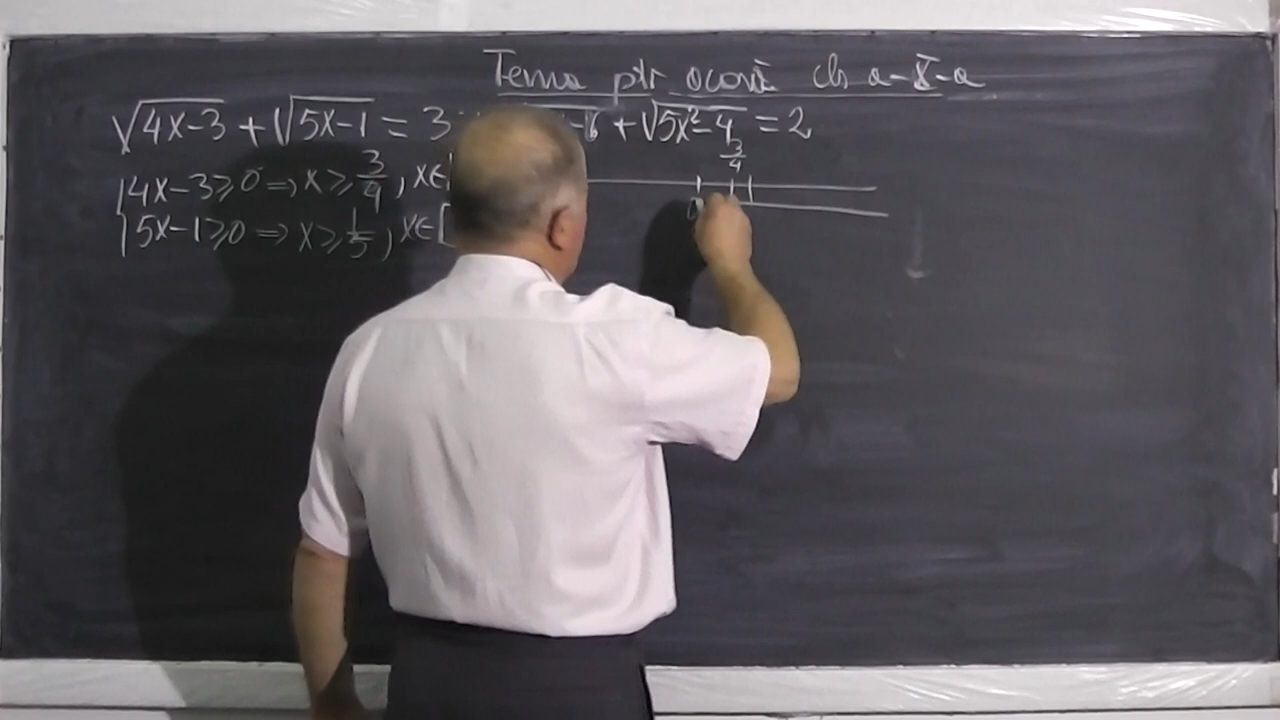 Tema ptr acasă cls a-X-a
√4x-3 + √5x-1 = 3 -6 + √5x²-4 = 2
4x-3⩾0 ⇒ x⩾3/4, x∈[
5x-1⩾0 ⇒ x⩾1/5, x∈[
3/4
0